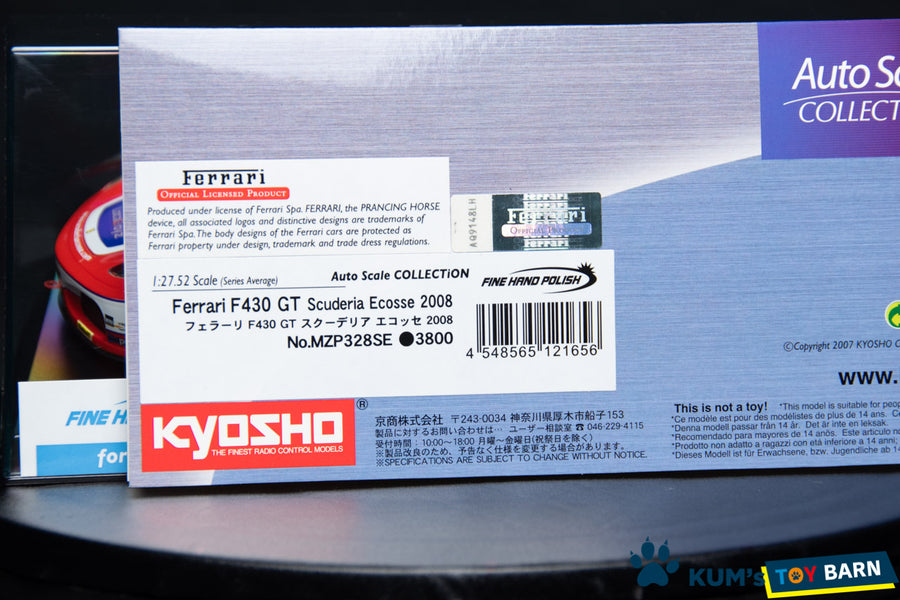 Auto Sc
COLLECT
Ferrari
OFFICIAL LICENSED PRODUCT
Produced under license of Ferrari Spa. FERRARI, the PRANCING HORSE
device, all associated logos and distinctive designs are trademarks of
Ferrari Spa. The body designs of the Ferrari cars are protected as
Ferrari property under design, trademark and trade dress regulations.
AQ9148LH
Ferrari
Ferrari
OFFICIAL
Ferrari
1:27.52 Scale (Series Average)
Auto Scale COLLECTiON
FINE HAND POLISH
Ferrari F430 GT Scuderia Ecosse 2008
フェラーリ F430 GT スクーデリア エコッセ 2008
No.MZP328SE ●3800
4 548565 121656
©Copyright 2007 KYOSHO C
www.
FINE HA
for
KYOSHO®
THE FINEST RADIO CONTROL MODELS
京商株式会社 〒243-0034 神奈川県厚木市船子153
製品に対するお問い合わせは… ユーザー相談室 ☎ 046-229-4115
受付時間:10:00~18:00 月曜~金曜日(祝祭日を除く)
※製品改良のため、予告なく仕様を変更する場合があります。
※SPECIFICATIONS ARE SUBJECT TO CHANGE WITHOUT NOTICE.
This is not a toy! *This model is suitable for peop
*Ce modèle est pour des modélistes de plus de 14 ans. C
*Denna modell passar från 14 år. Det är inte en leksak.
*Recomendado para mayores de 14 anõs. Este articulo n
*Prodotto non adatto a ragazzi con età inferiore a 14 anni;
*Dieses Modell ist für Erwachsene, bzw. Jugendliche ab 14
KUM's TOY BARN